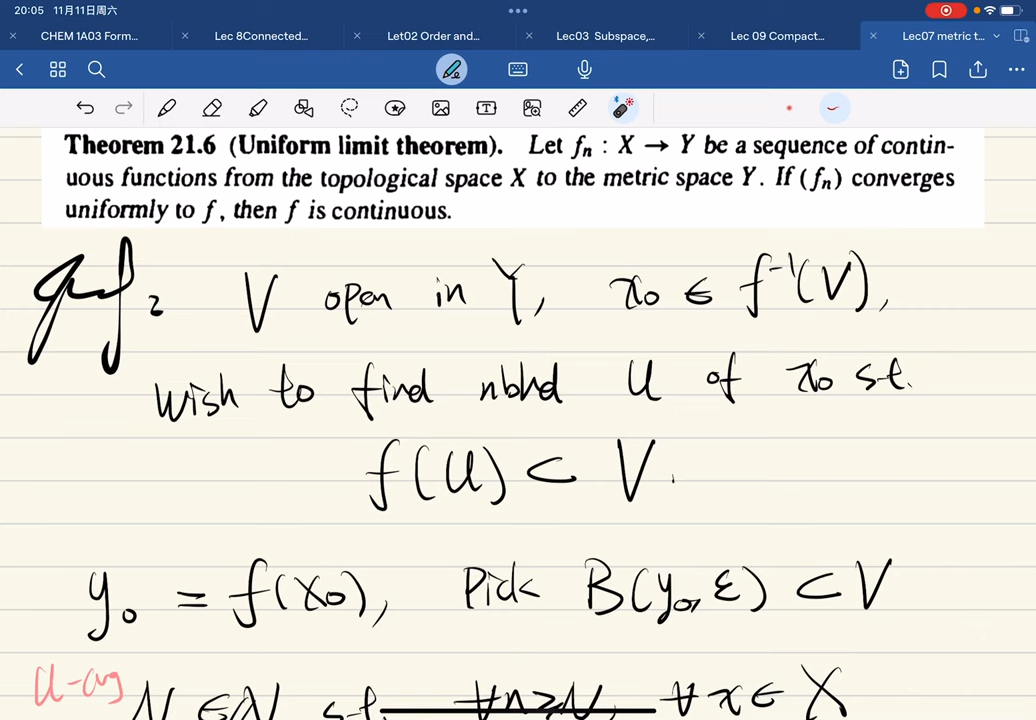 20:05 11月11日周六
CHEM 1A03 Form... Lec 8Connected... Let02 Order and... Lec03 Subspace,... Lec 09 Compact... Lec07 metric t...
Theorem 21.6 (Uniform limit theorem). Let fₙ : X → Y be a sequence of contin-
uous functions from the topological space X to the metric space Y. If (fₙ) converges
uniformly to f, then f is continuous.
V open in Y, x₀ ∈ f⁻¹(V),
wish to find nbhd U of x₀ s.t.
f(U) ⊂ V.
y₀ = f(x₀), Pick B(y₀, ε) ⊂ V
N ∈ ℕ s.t. ∀n≥N, ∀x ∈ X